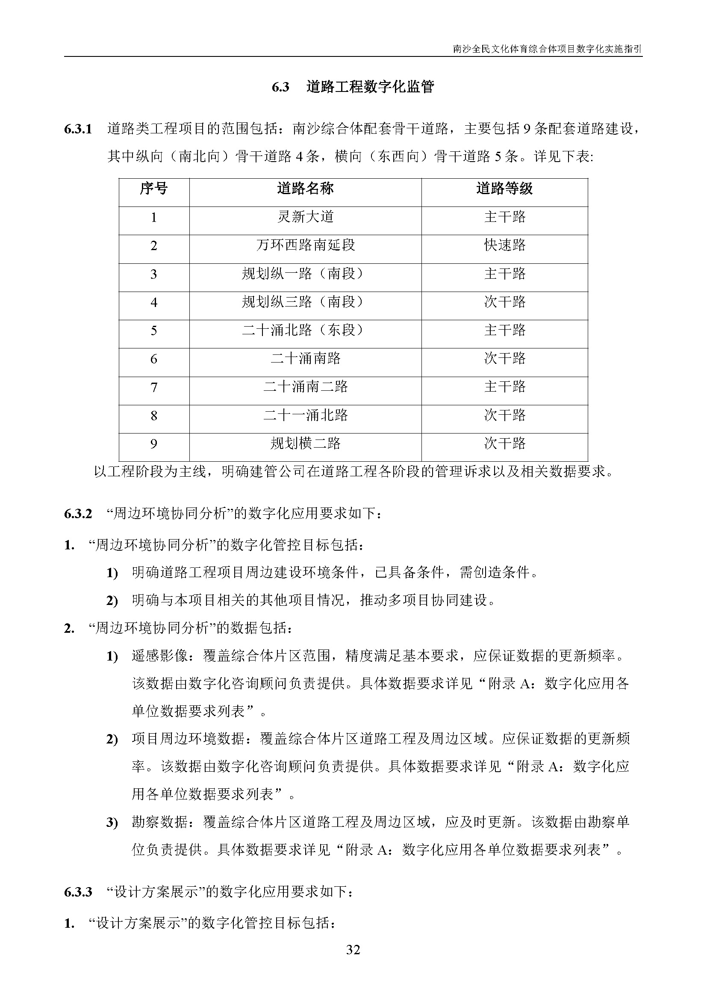 南沙全民文化体育综合体项目数字化实施指引
6.3 道路工程数字化监管
6.3.1 道路类工程项目的范围包括：南沙综合体配套骨干道路，主要包括 9 条配套道路建设，
其中纵向（南北向）骨干道路 4 条，横向（东西向）骨干道路 5 条。详见下表:
序号 道路名称 道路等级
1 灵新大道 主干路
2 万环西路南延段 快速路
3 规划纵一路（南段） 主干路
4 规划纵三路（南段） 次干路
5 二十涌北路（东段） 主干路
6 二十涌南路 次干路
7 二十涌南二路 主干路
8 二十一涌北路 次干路
9 规划横二路 次干路
以工程阶段为主线，明确建管公司在道路工程各阶段的管理诉求以及相关数据要求。
6.3.2 “周边环境协同分析”的数字化应用要求如下：
1. “周边环境协同分析”的数字化管控目标包括：
1) 明确道路工程项目周边建设环境条件，已具备条件，需创造条件。
2) 明确与本项目相关的其他项目情况，推动多项目协同建设。
2. “周边环境协同分析”的数据包括：
1) 遥感影像：覆盖综合体片区范围，精度满足基本要求，应保证数据的更新频率。
该数据由数字化咨询顾问负责提供。具体数据要求详见“附录 A：数字化应用各
单位数据要求列表”。
2) 项目周边环境数据：覆盖综合体片区道路工程及周边区域。应保证数据的更新频
率。该数据由数字化咨询顾问负责提供。具体数据要求详见“附录 A：数字化应
用各单位数据要求列表”。
3) 勘察数据：覆盖综合体片区道路工程及周边区域，应及时更新。该数据由勘察单
位负责提供。具体数据要求详见“附录 A：数字化应用各单位数据要求列表”。
6.3.3 “设计方案展示”的数字化应用要求如下：
1. “设计方案展示”的数字化管控目标包括：
32